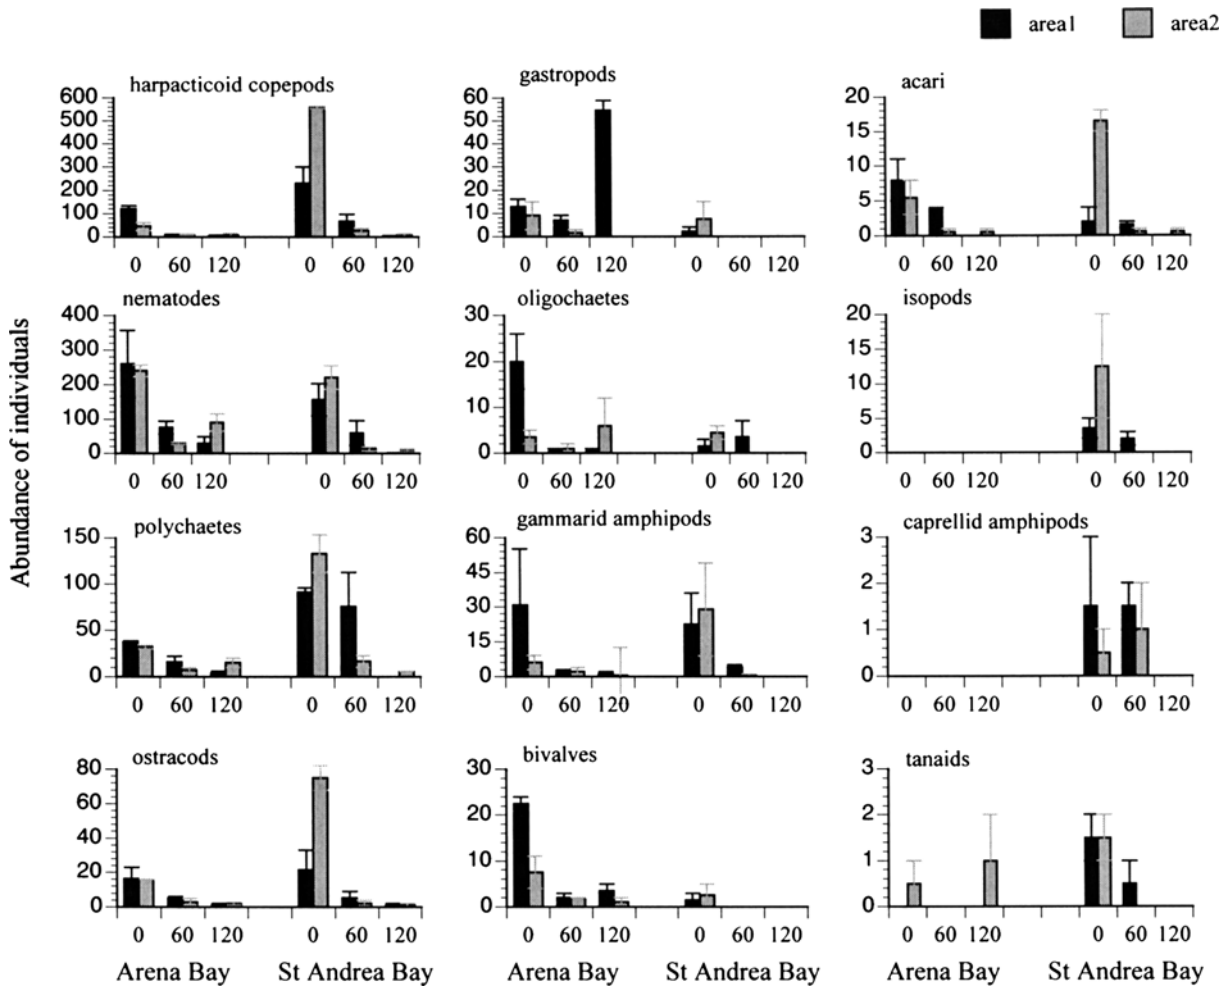 area1 area2
harpacticoid copepods gastropods acari
600 60 20
500 50
400 40 15
300 30 10
200 20
100 10 5
0 0 0
0 60 120 0 60 120 0 60 120 0 60 120 0 60 120 0 60 120
nematodes oligochaetes isopods
400 30 20
300 20 15
200 10
100 10 5
0 0 0
0 60 120 0 60 120 0 60 120 0 60 120 0 60 120 0 60 120
Abundance of individuals
polychaetes gammarid amphipods caprellid amphipods
150 60 3
100 45 2
30
50 15 1
0 0 0
0 60 120 0 60 120 0 60 120 0 60 120 0 60 120 0 60 120
ostracods bivalves tanaids
80 30 3
60 20 2
40
20 10 1
0 0 0
0 60 120 0 60 120 0 60 120 0 60 120 0 60 120 0 60 120
Arena Bay St Andrea Bay Arena Bay St Andrea Bay Arena Bay St Andrea Bay